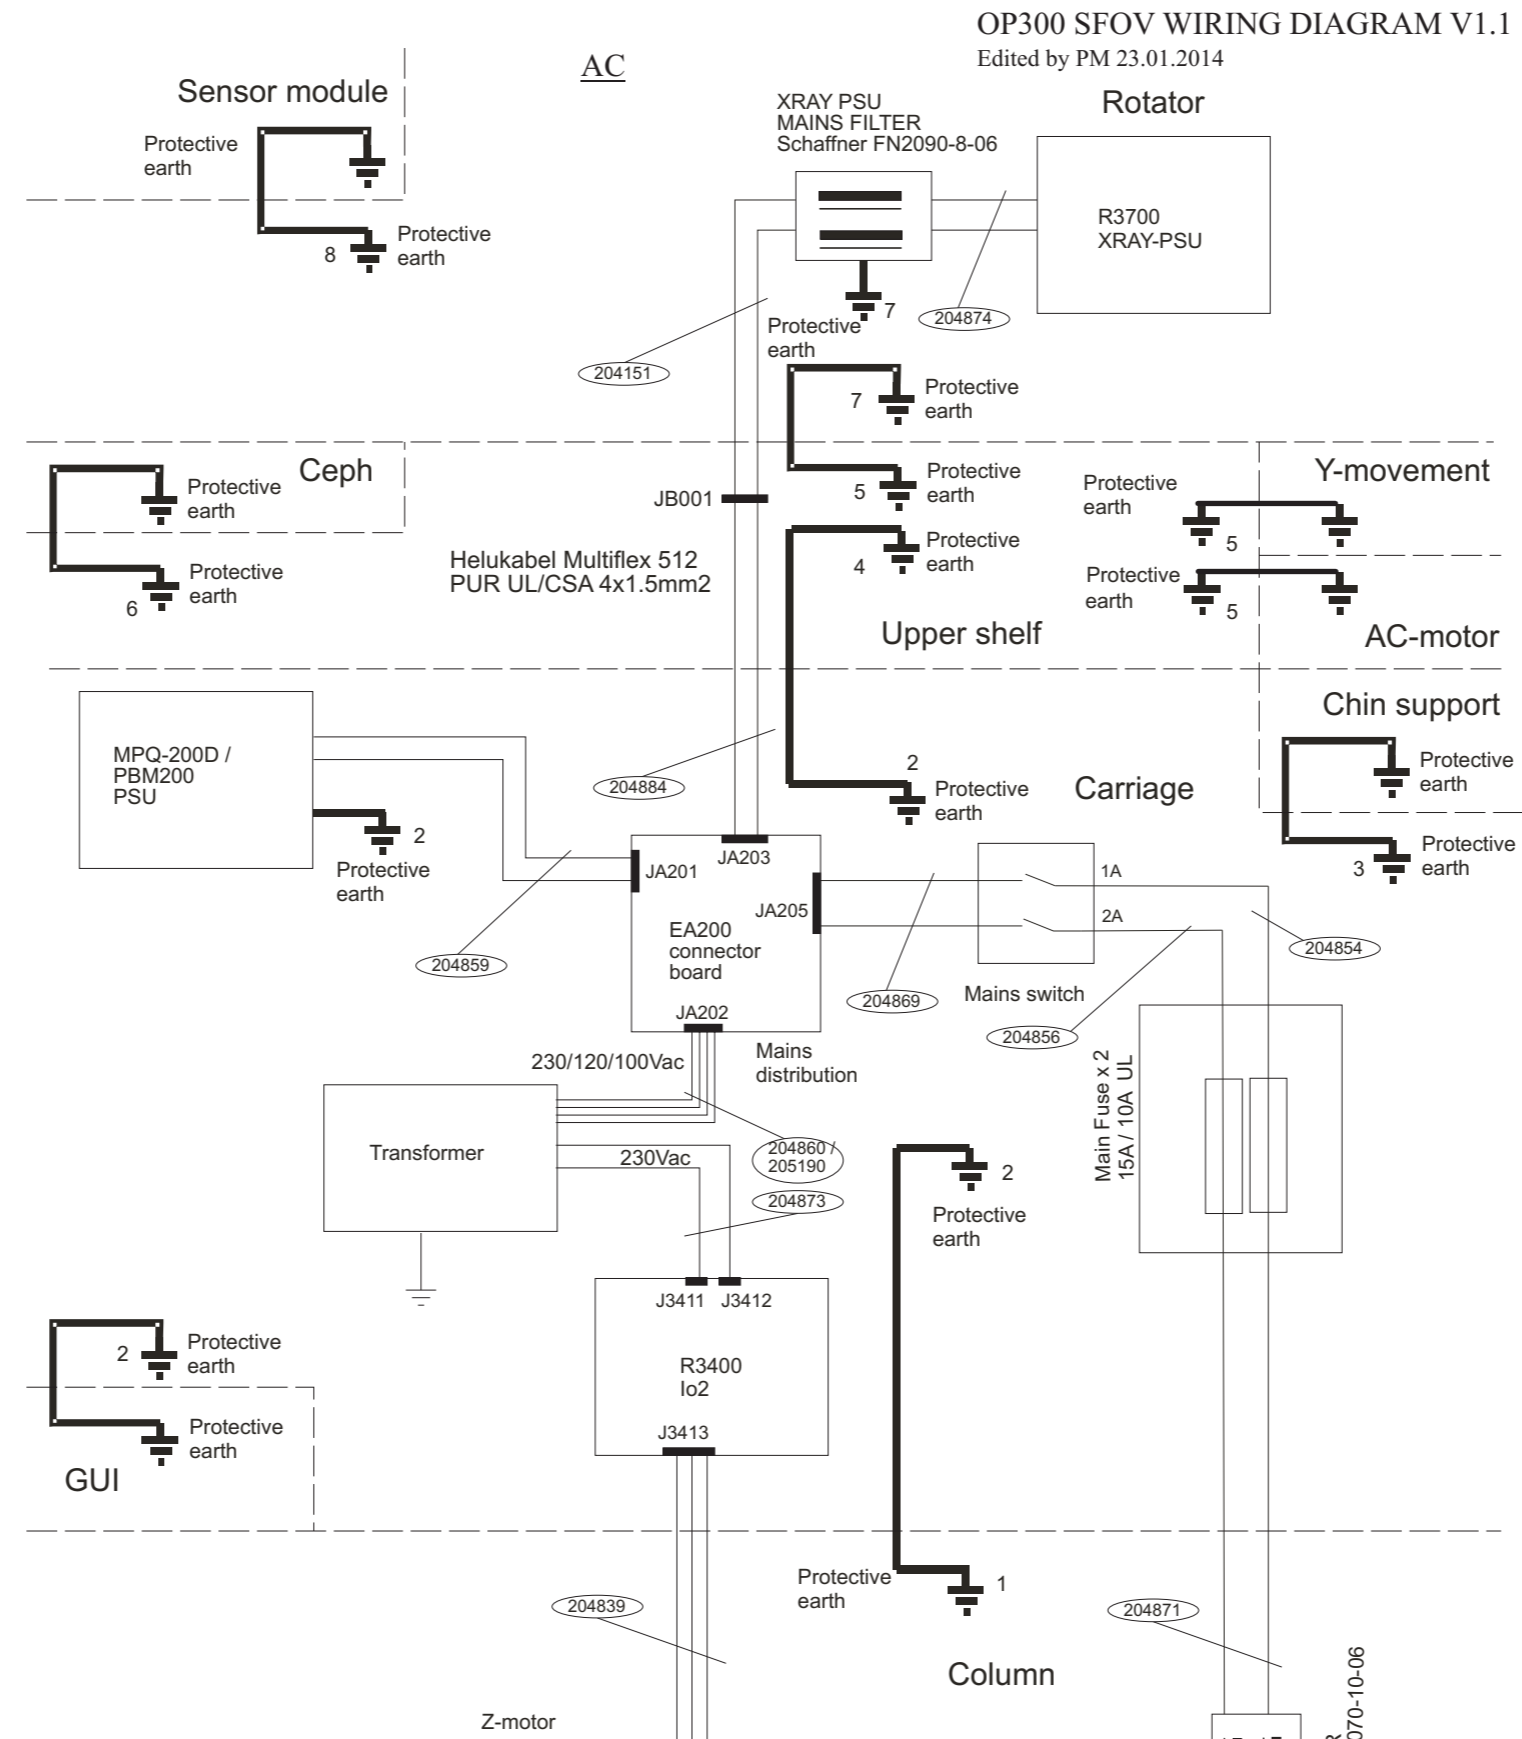 OP300 SFOV WIRING DIAGRAM V1.1
Edited by PM 23.01.2014
AC
Sensor module
Protective
earth
8
Protective
earth
XRAY PSU
MAINS FILTER
Schaffner FN2090-8-06
Rotator
R3700
XRAY-PSU
7
204874
Protective
earth
204151
7
Protective
earth
Ceph
Protective
earth
6
Protective
earth
JB001
5
Protective
earth
Helukabel Multiflex 512
PUR UL/CSA 4x1.5mm2
4
Protective
earth
Upper shelf
Protective
earth
5
Y-movement
Protective
earth
5
AC-motor
Chin support
Protective
earth
3
Protective
earth
MPQ-200D /
PBM200
PSU
2
Protective
earth
204884
2
Protective
earth
Carriage
JA203
JA201
JA205
EA200
connector
board
JA202
204859
1A
2A
204854
204869
Mains switch
204856
230/120/100Vac
Mains
distribution
Main Fuse x 2
15A / 10A UL
Transformer
204860 /
205190
230Vac
204873
2
Protective
earth
J3411
J3412
R3400
Io2
J3413
2
Protective
earth
Protective
earth
GUI
Protective
earth
1
204839
204871
Column
Z-motor
070-10-06